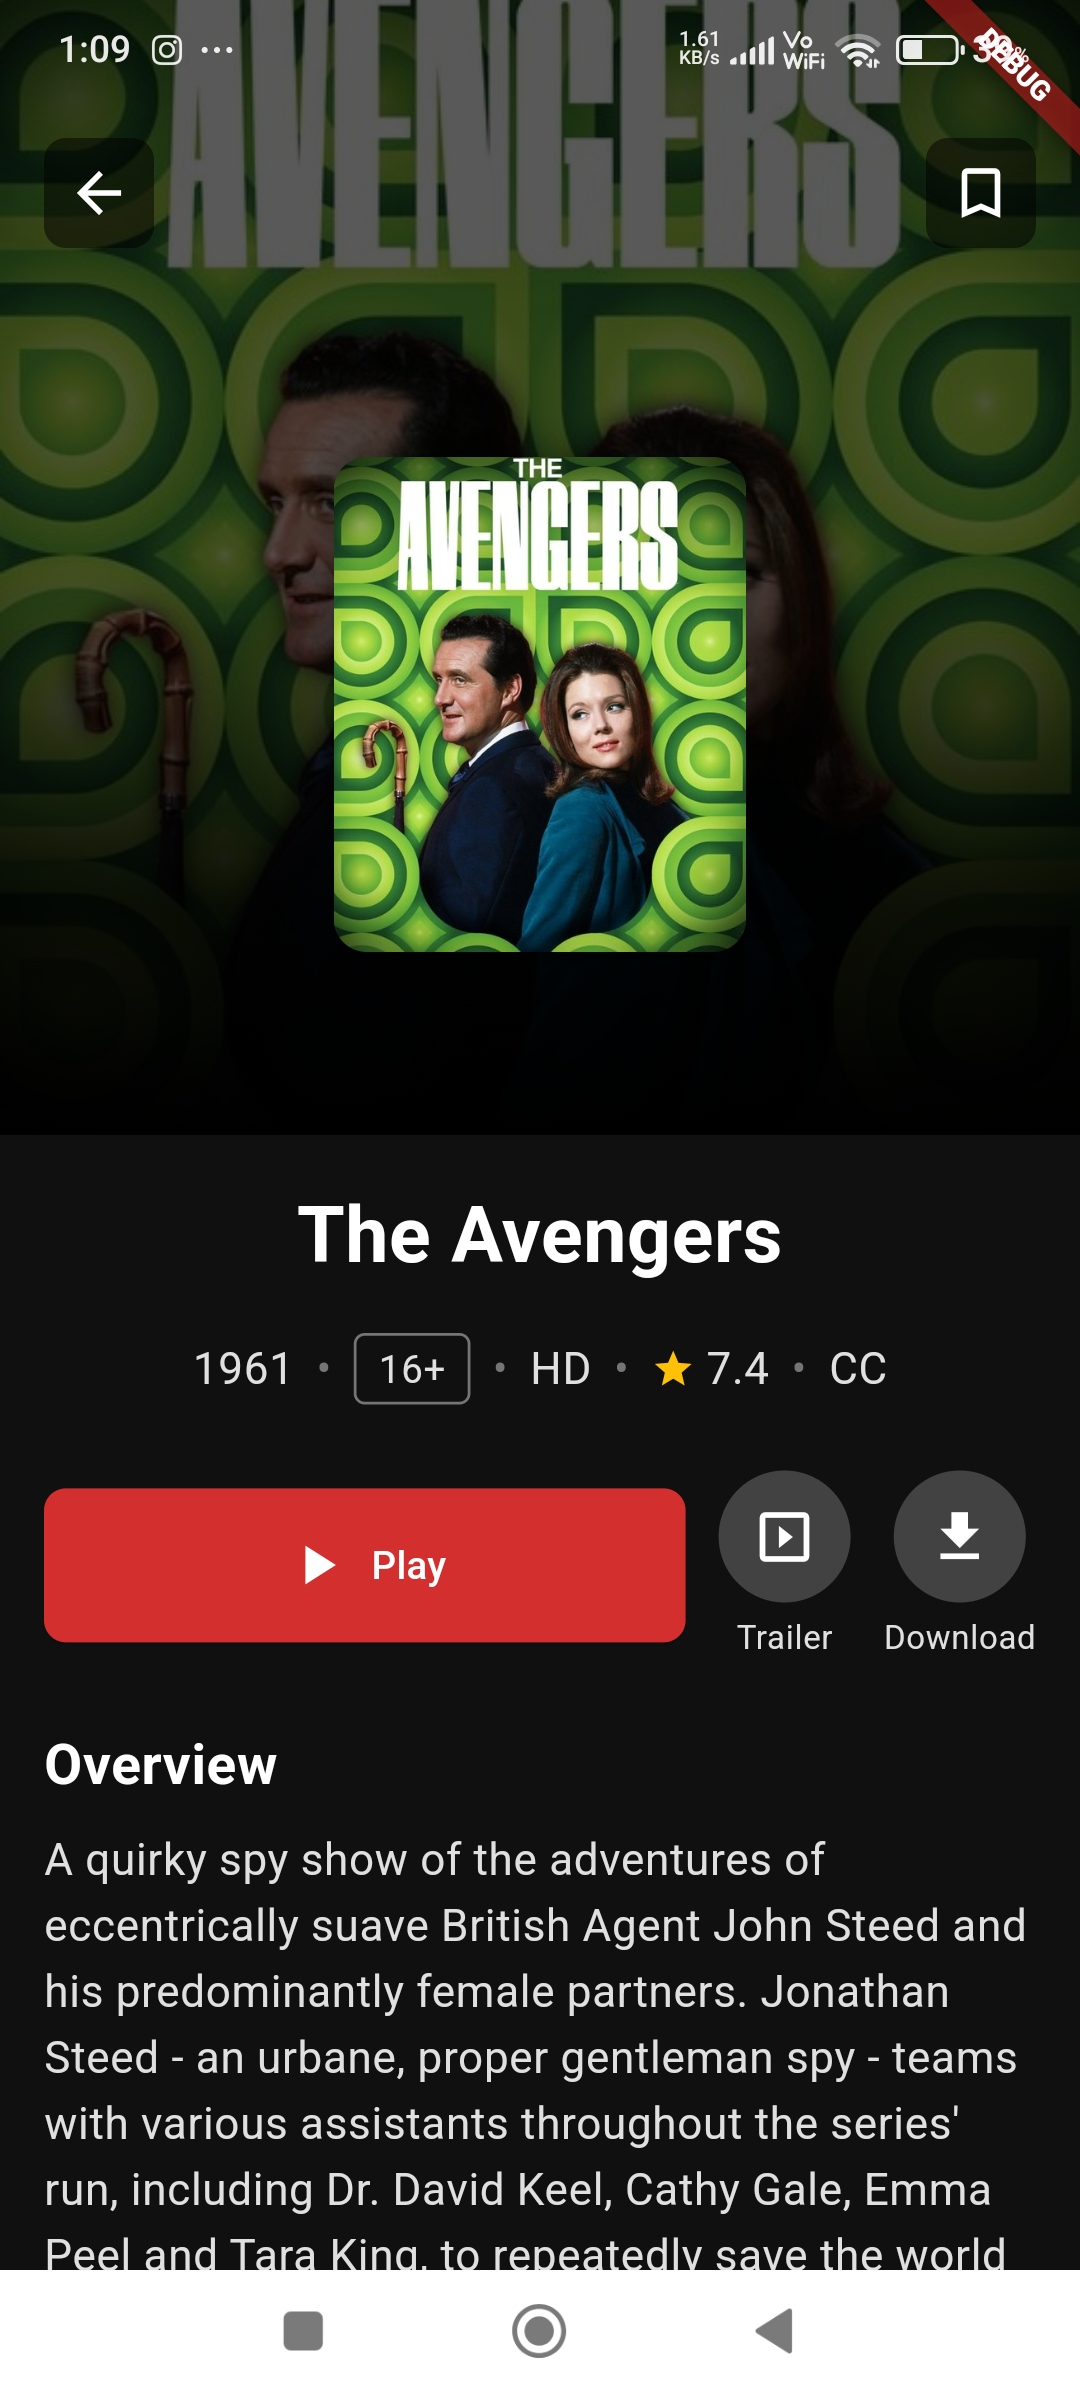 1:09
1.61
KB/s
Vo
WiFi
DEBUG
AVENGERS
THE
AVENGERS
The Avengers
1961 • 16+ • HD • 7.4 • CC
Play
Trailer
Download
Overview
A quirky spy show of the adventures of
eccentrically suave British Agent John Steed and
his predominantly female partners. Jonathan
Steed - an urbane, proper gentleman spy - teams
with various assistants throughout the series'
run, including Dr. David Keel, Cathy Gale, Emma
Peel and Tara King, to repeatedly save the world